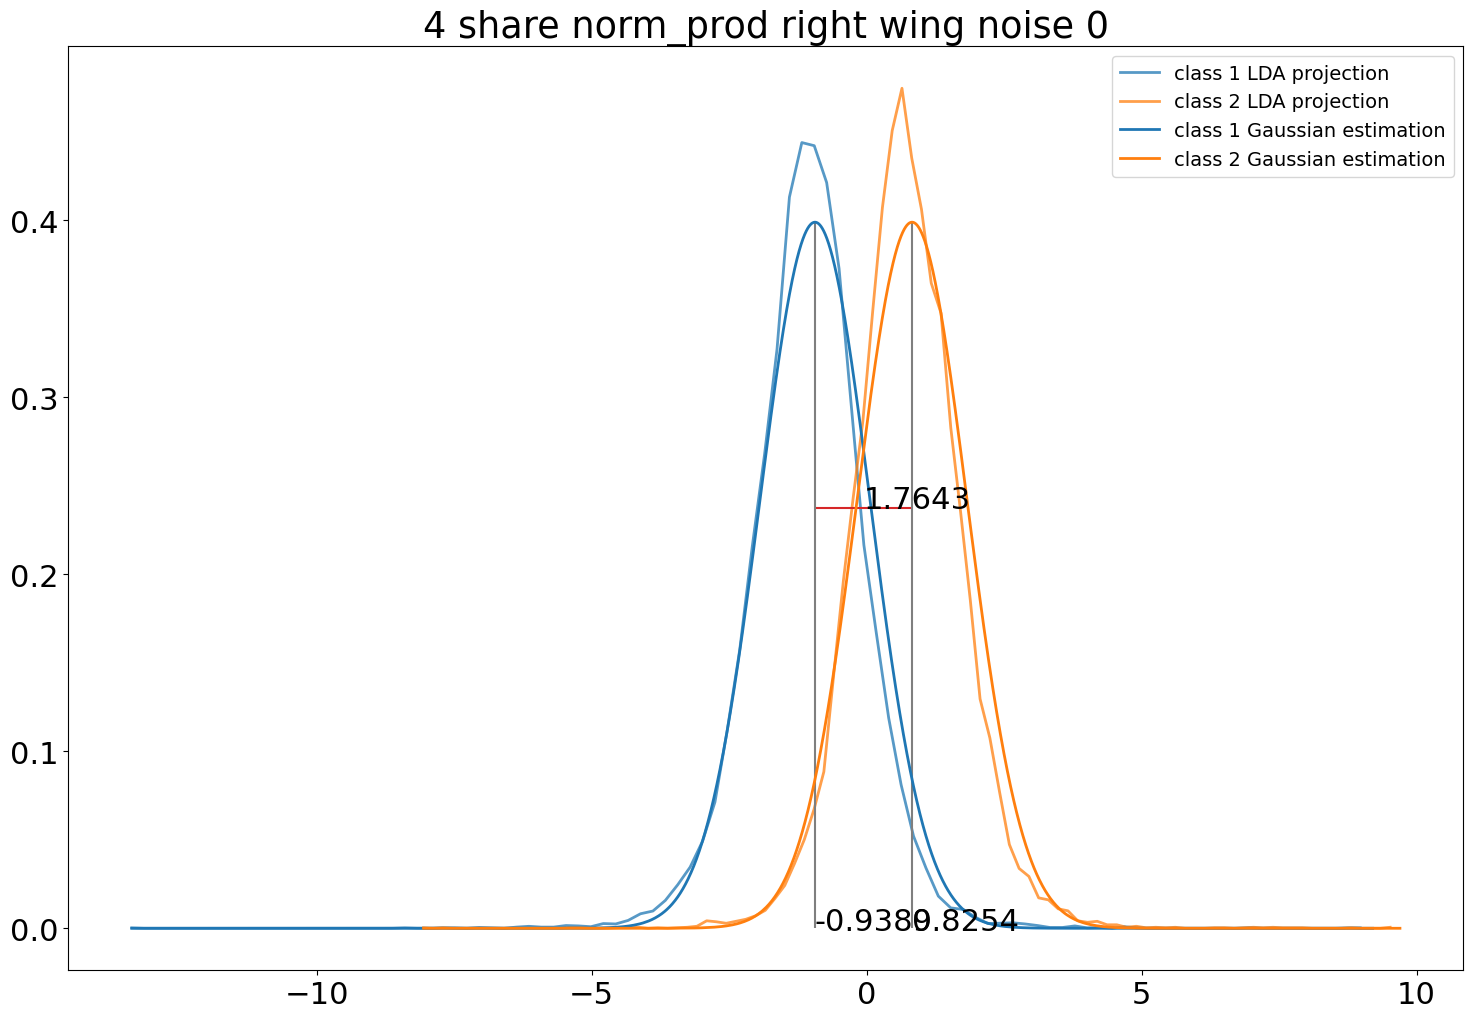 4 share norm_prod right wing noise 0
class 1 LDA projection
class 2 LDA projection
class 1 Gaussian estimation
class 2 Gaussian estimation
0.4
0.3
0.2
0.1
0.0
1.7643
0.8254
−10
−5
0
5
10